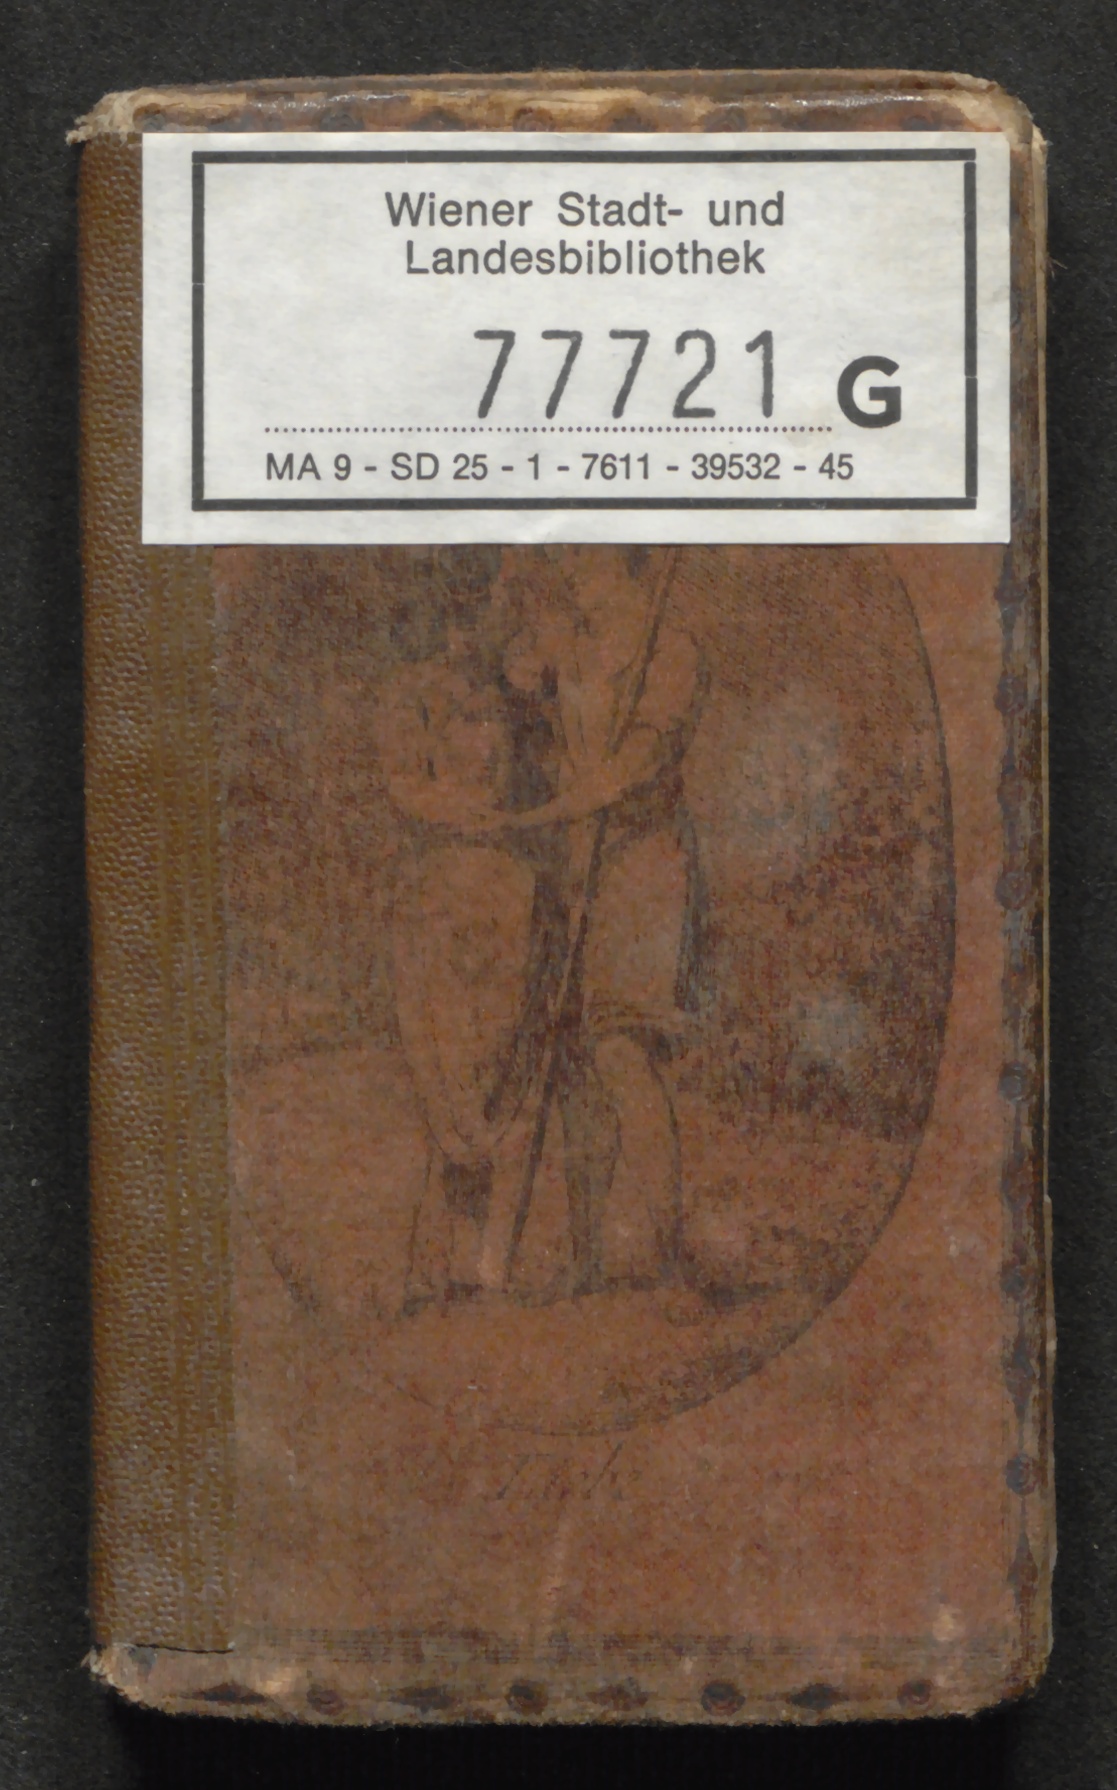 Wiener Stadt- und
Landesbibliothek
77721 G
MA 9 - SD 25 - 1 - 7611 - 39532 - 45